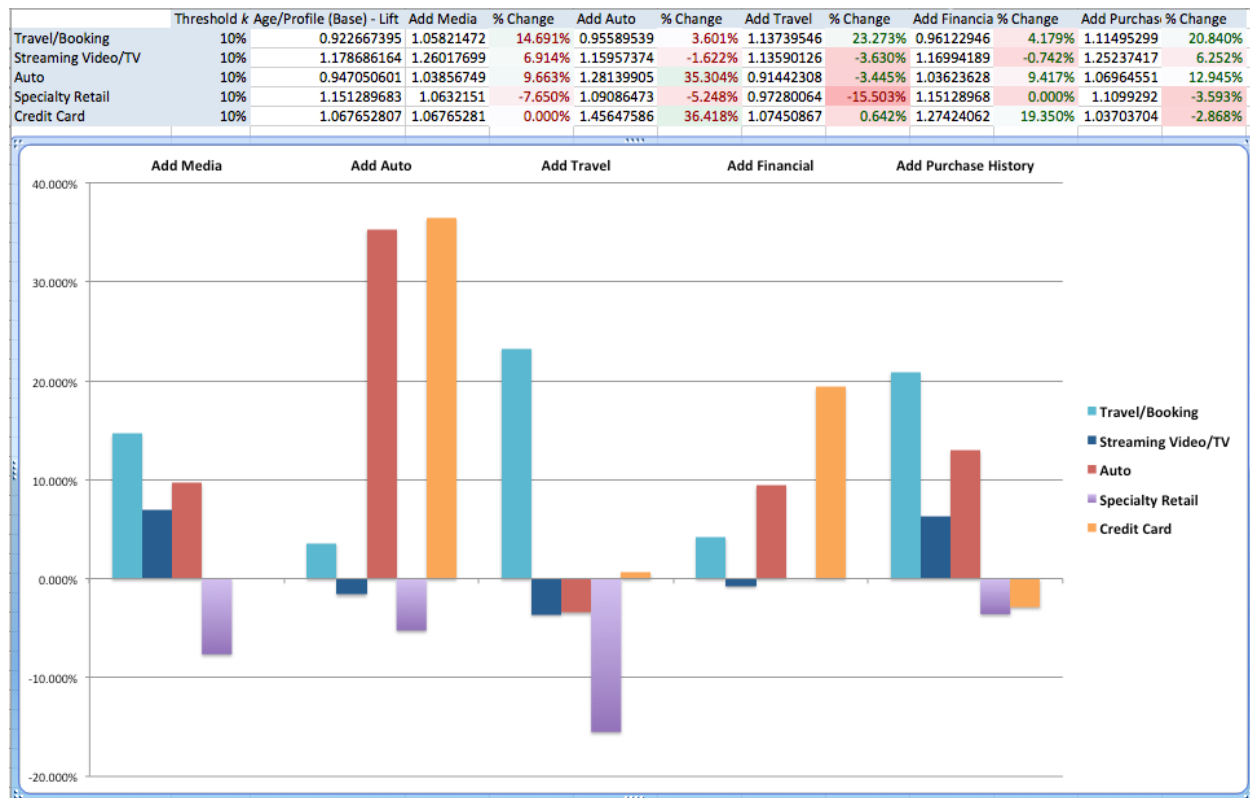 Threshold k Age/Profile (Base) - Lift Add Media % Change Add Auto % Change Add Travel % Change Add Financia % Change Add Purchas % Change
Travel/Booking 10% 0.922667395 1.05821472 14.691% 0.95589539 3.601% 1.13739546 23.273% 0.96122946 4.179% 1.11495299 20.840%
Streaming Video/TV 10% 1.178686164 1.26017699 6.914% 1.15957374 -1.622% 1.13590126 -3.630% 1.16994189 -0.742% 1.25237417 6.252%
Auto 10% 0.947050601 1.03856749 9.663% 1.28139905 35.304% 0.91442308 -3.445% 1.03623628 9.417% 1.06964551 12.945%
Specialty Retail 10% 1.151289683 1.0632151 -7.650% 1.09086473 -5.248% 0.97280064 -15.503% 1.15128968 0.000% 1.1099292 -3.593%
Credit Card 10% 1.067652807 1.06765281 0.000% 1.45647586 36.418% 1.07450867 0.642% 1.27424062 19.350% 1.03703704 -2.868%
Add Media Add Auto Add Travel Add Financial Add Purchase History
40.000%
30.000%
20.000%
10.000%
0.000%
-10.000%
-20.000%
Travel/Booking
Streaming Video/TV
Auto
Specialty Retail
Credit Card